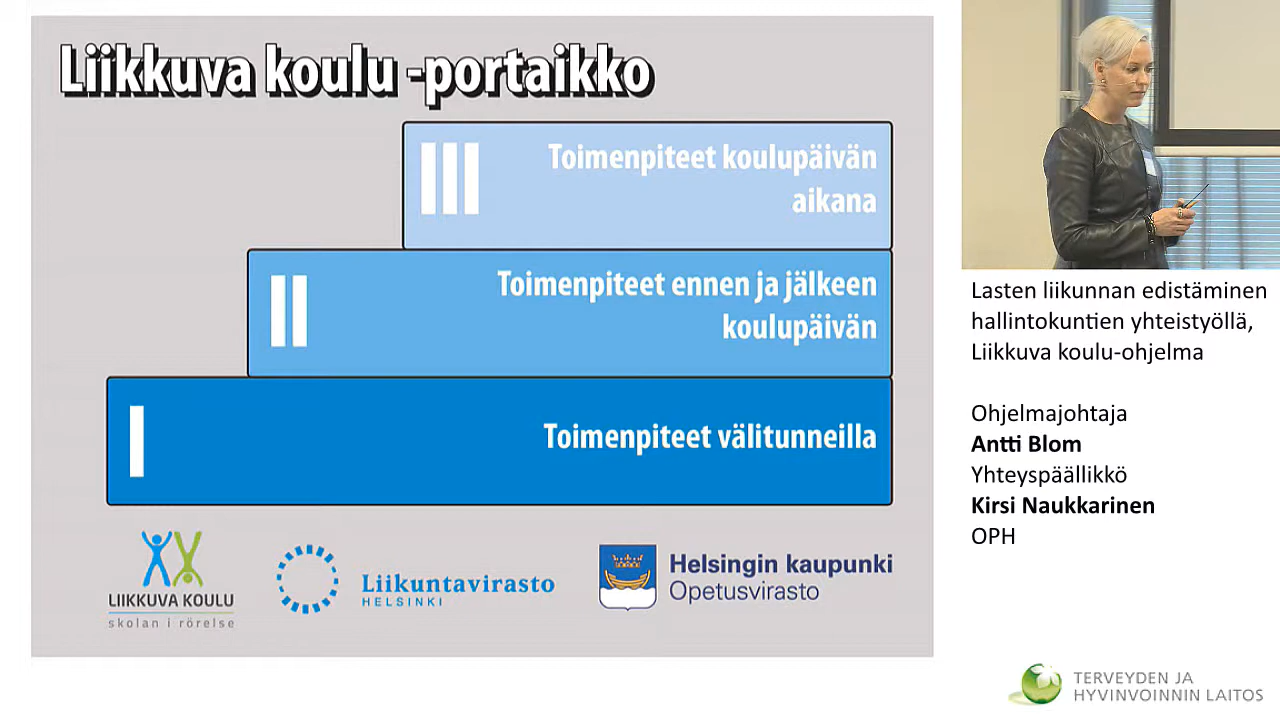 Liikkuva koulu -portaikko
III
Toimenpiteet koulupäivän
aikana
II
Toimenpiteet ennen ja jälkeen
koulupäivän
I
Toimenpiteet välitunneilla
LIIKKUVA KOULU
skolan i rörelse
Liikuntavirasto
HELSINKI
Helsingin kaupunki
Opetusvirasto
Lasten liikunnan edistäminen
hallintokuntien yhteistyöllä,
Liikkuva koulu-ohjelma
Ohjelmajohtaja
Antti Blom
Yhteyspäällikkö
Kirsi Naukkarinen
OPH
TERVEYDEN JA
HYVINVOINNIN LAITOS